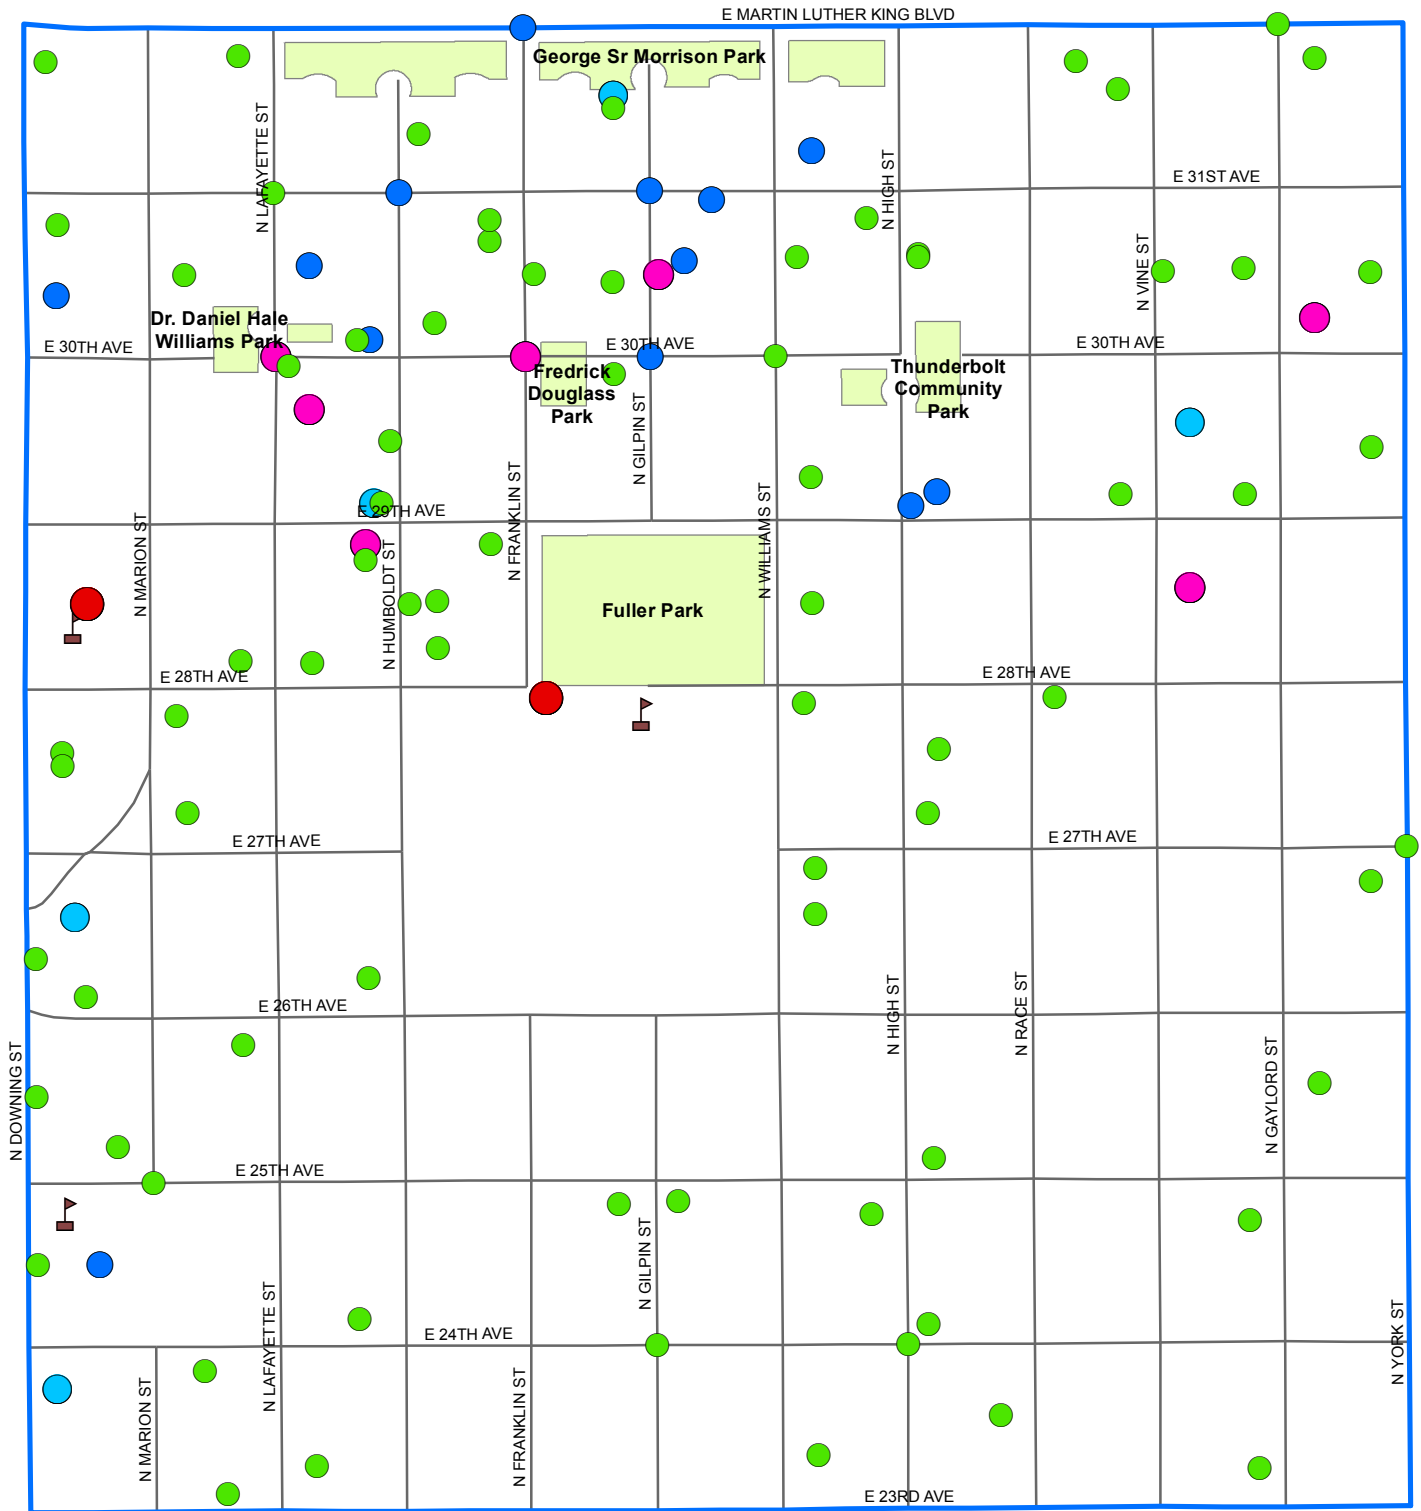 E MARTIN LUTHER KING BLVD
George Sr Morrison Park
N LAFAYETTE ST
N HIGH ST
E 31ST AVE
N VINE ST
Dr. Daniel Hale
Williams Park
E 30TH AVE
E 30TH AVE
E 30TH AVE
Fredrick
Douglass
Park
Thunderbolt
Community
Park
N GILPIN ST
N FRANKLIN ST
N WILLIAMS ST
E 29TH AVE
N MARION ST
N HUMBOLDT ST
Fuller Park
E 28TH AVE
E 28TH AVE
E 27TH AVE
E 27TH AVE
E 26TH AVE
N HIGH ST
N RACE ST
N DOWNING ST
N GAYLORD ST
E 25TH AVE
N GILPIN ST
N LAFAYETTE ST
E 24TH AVE
N YORK ST
N MARION ST
N FRANKLIN ST
E 23RD AVE